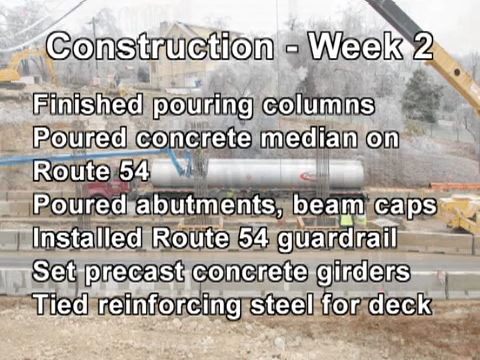 Construction - Week 2
Finished pouring columns
Poured concrete median on
Route 54
Poured abutments, beam caps
Installed Route 54 guardrail
Set precast concrete girders
Tied reinforcing steel for deck